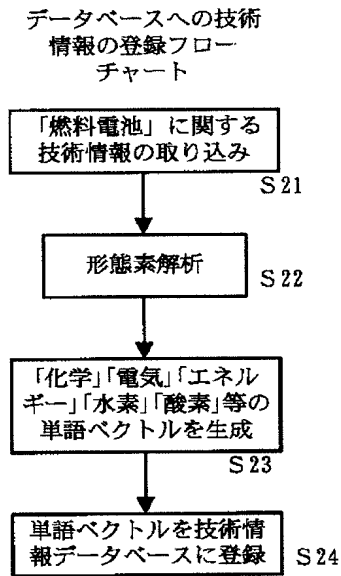 データベースへの技術
情報の登録フロー
チャート
「燃料電池」に関する
技術情報の取り込み
S21
形態素解析
S22
「化学」「電気」「エネル
ギー」「水素」「酸素」等の
単語ベクトルを生成
S23
単語ベクトルを技術情
報データベースに登録
S24